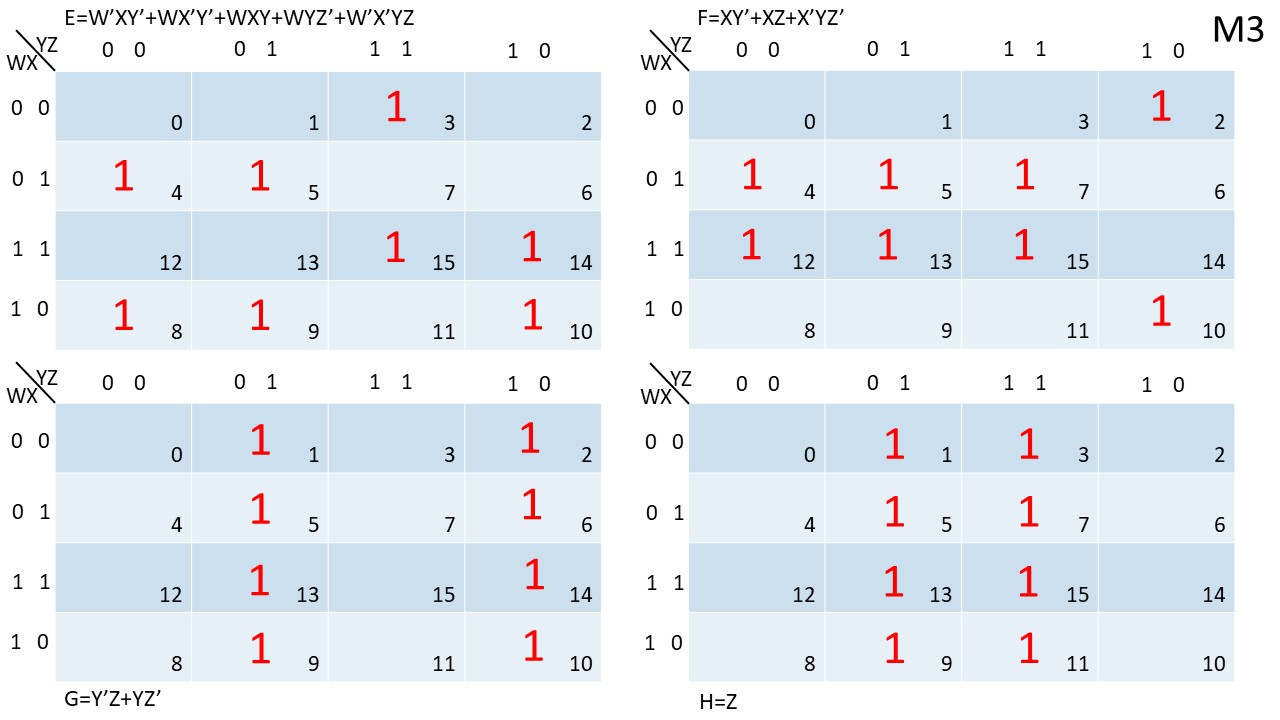 E=W'XY'+WX'Y'+WXY+WYZ'+W'X'YZ
F=XY'+XZ+X'YZ'
M3
YZ
WX
0 0 0 1 1 1 1 0
0 0 0 1 1 3 2
0 1 1 4 1 5 7 6
1 1 12 13 1 15 1 14
1 0 1 8 1 9 11 1 10
YZ
WX
0 0 0 1 1 1 1 0
0 0 0 1 3 1 2
0 1 1 4 1 5 1 7 6
1 1 1 12 1 13 1 15 14
1 0 8 9 11 1 10
YZ
WX
0 0 0 1 1 1 1 0
0 0 0 1 1 3 1 2
0 1 4 1 5 7 1 6
1 1 12 1 13 15 1 14
1 0 8 1 9 11 1 10
G=Y'Z+YZ'
YZ
WX
0 0 0 1 1 1 1 0
0 0 0 1 1 1 3 2
0 1 4 1 5 1 7 6
1 1 12 1 13 1 15 14
1 0 8 1 9 1 11 10
H=Z